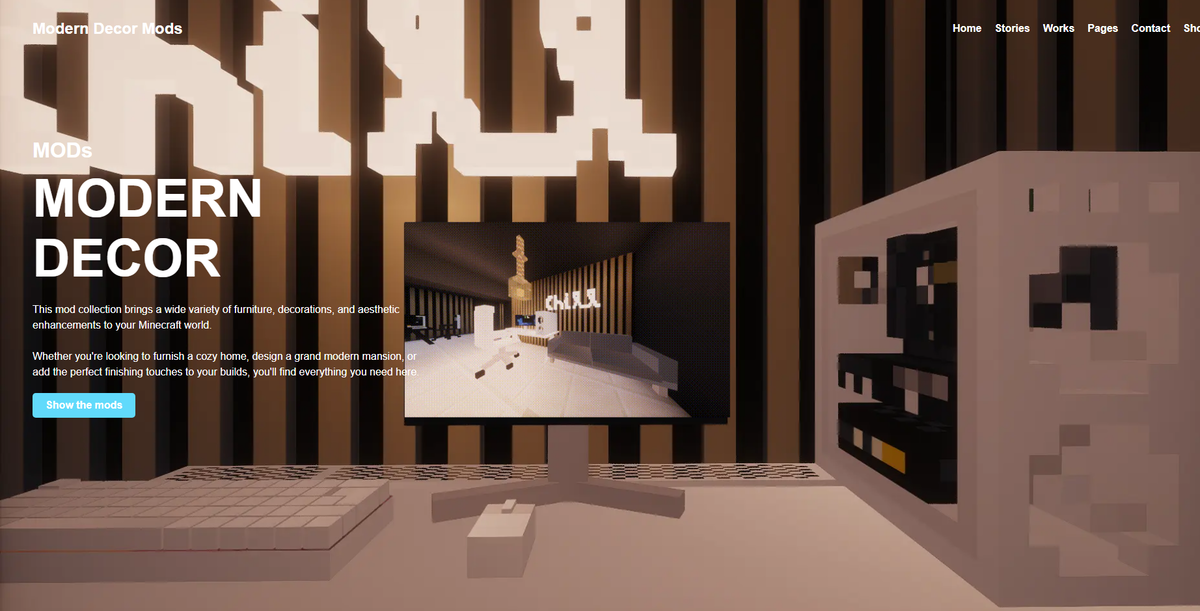 Modern Decor Mods
Home Stories Works Pages Contact Sho
chill
MODs
MODERN
DECOR
This mod collection brings a wide variety of furniture, decorations, and aesthetic
enhancements to your Minecraft world.
Whether you're looking to furnish a cozy home, design a grand modern mansion, or
add the perfect finishing touches to your builds, you'll find everything you need here.
Show the mods
chill